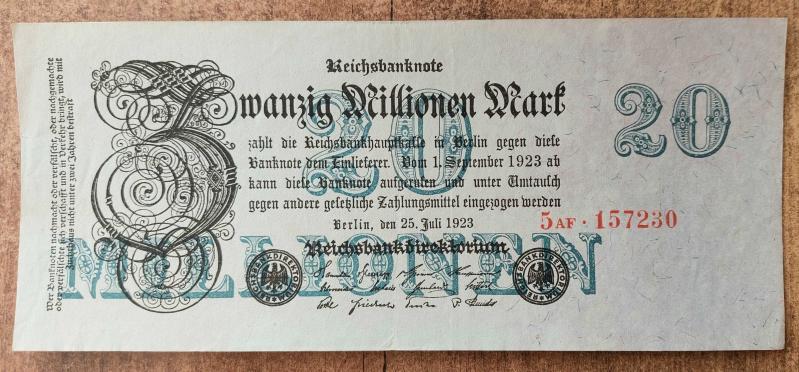 Reichsbanknote
Zwanzig Millionen Mark
20
20
zahlt die Reichsbankhauptkasse in Berlin gegen diese
Banknote dem Einlieferer. Vom 1. September 1923 ab
kann diese Banknote aufgerufen und unter Umtausch
gegen andere gesetzliche Zahlungsmittel eingezogen werden
Berlin, den 25. Juli 1923
5AF·157230
Reichsbankdirektorium
MILLIONEN
REICHSBANKDIREKTORIUM
REICHSBANKDIREKTORIUM
Wer Banknoten nachmacht oder verfälscht, oder nachgemachte
oder verfälschte sich verschafft und in Verkehr bringt, wird mit
Zuchthaus nicht unter zwei Jahren bestraft